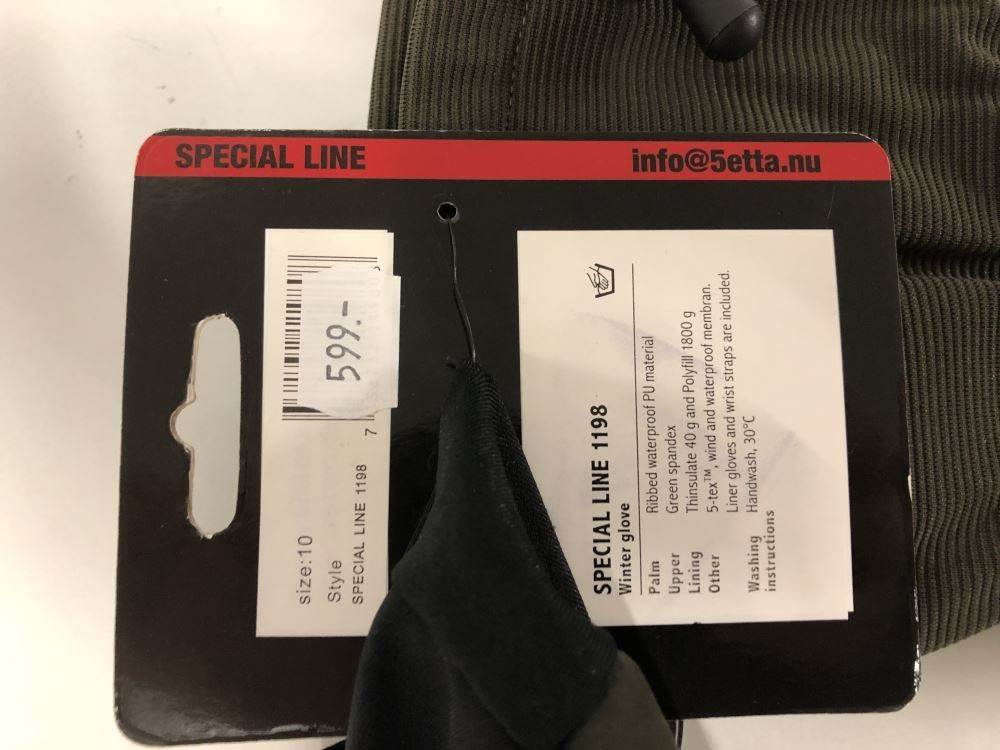 SPECIAL LINE
info@5etta.nu
599.-
7
size:10
Style
SPECIAL LINE 1198
SPECIAL LINE 1198
Winter glove
Palm Ribbed waterproof PU material
Upper Green spandex
Lining Thinsulate 40 g and Polyfill 1800 g
Other 5-tex™, wind and waterproof membran.
Liner gloves and wrist straps are included.
Washing Handwash, 30°C
instructions